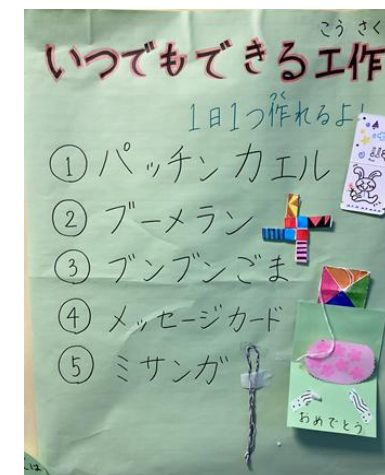 こう さく
いつでもできる工作
つく
1日1つ作れるよ!
① パッチンカエル
② ブーメラン
③ ブンブンごま
④ メッセージカード
⑤ ミサンガ
おめでとう